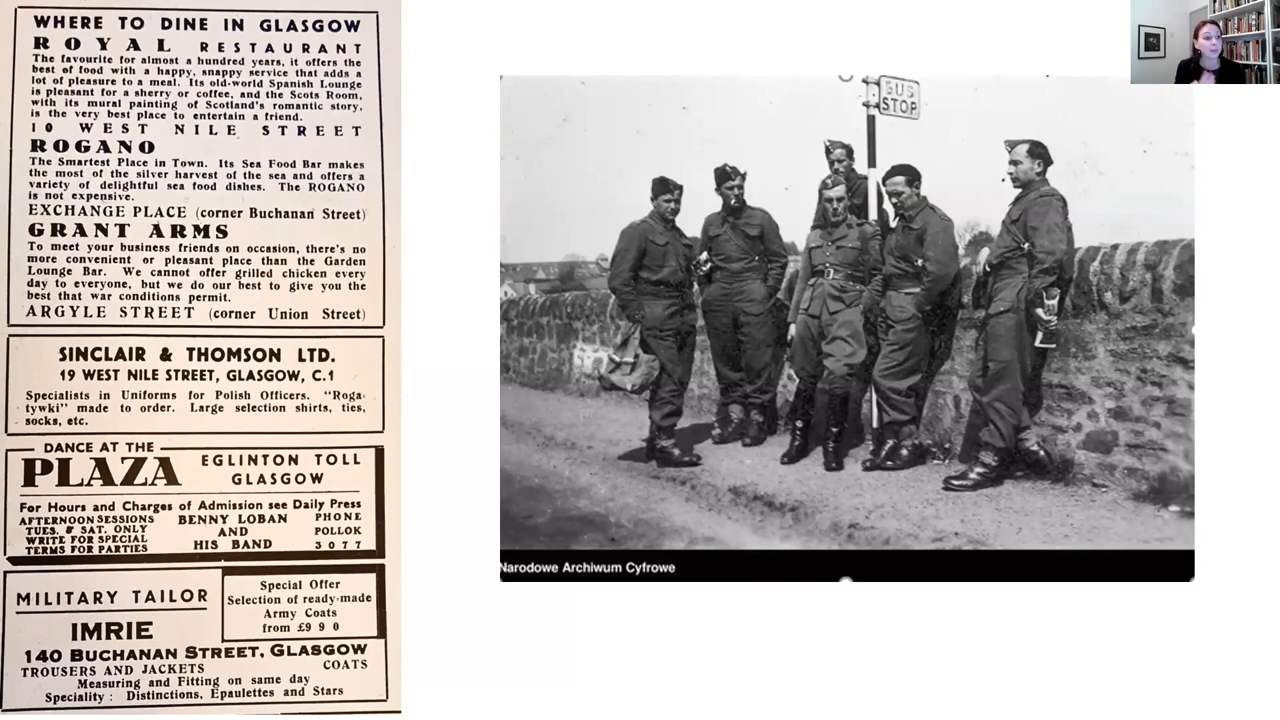 WHERE TO DINE IN GLASGOW
ROYAL RESTAURANT
The favourite for almost a hundred years, it offers the
best of food with a happy, snappy service that adds a
lot of pleasure to a meal. Its old-world Spanish Lounge
is pleasant for a sherry or coffee, and the Scots Room,
with its mural painting of Scotland's romantic story,
is the very best place to entertain a friend.
10 WEST NILE STREET
ROGANO
The Smartest Place in Town. Its Sea Food Bar makes
the most of the silver harvest of the sea and offers a
variety of delightful sea food dishes. The ROGANO
is not expensive.
EXCHANGE PLACE (corner Buchanan Street)
GRANT ARMS
To meet your business friends on occasion, there's no
more convenient or pleasant place than the Garden
Lounge Bar. We cannot offer grilled chicken every
day to everyone, but we do our best to give you the
best that war conditions permit.
ARGYLE STREET (corner Union Street)
SINCLAIR & THOMSON LTD.
19 WEST NILE STREET, GLASGOW, C.1
Specialists in Uniforms for Polish Officers. "Roga-
tywki" made to order. Large selection shirts, ties,
socks, etc.
DANCE AT THE
PLAZA
EGLINTON TOLL
GLASGOW
For Hours and Charges of Admission see Daily Press
AFTERNOON SESSIONS
TUES. & SAT. ONLY
WRITE FOR SPECIAL
TERMS FOR PARTIES
BENNY LOBAN
AND
HIS BAND
PHONE
POLLOK
3077
MILITARY TAILOR
IMRIE
Special Offer
Selection of ready-made
Army Coats
from £9 9 0
140 BUCHANAN STREET, GLASGOW
TROUSERS AND JACKETS COATS
Measuring and Fitting on same day
Speciality : Distinctions, Epaulettes and Stars
BUS
STOP
Narodowe Archiwum Cyfrowe